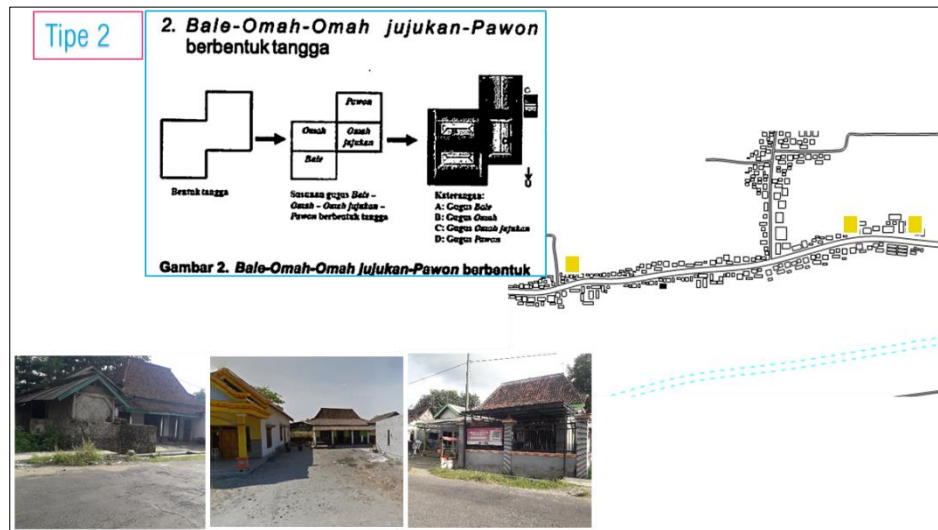 Tipe 2
2. Bale-Omah-Omah jujukan-Pawon
berbentuk tangga
Pawon
Omah
Omah
jujukan
Bale
Bentuk tangga
Susunan gugus Bale –
Omah – Omah jujukan –
Pawon berbentuk tangga
C
U
Keterangan:
A: Gugus Bale
B: Gugus Omah
C: Gugus Omah jujukan
D: Gugus Pawon
Gambar 2. Bale-Omah-Omah jujukan-Pawon berbentuk